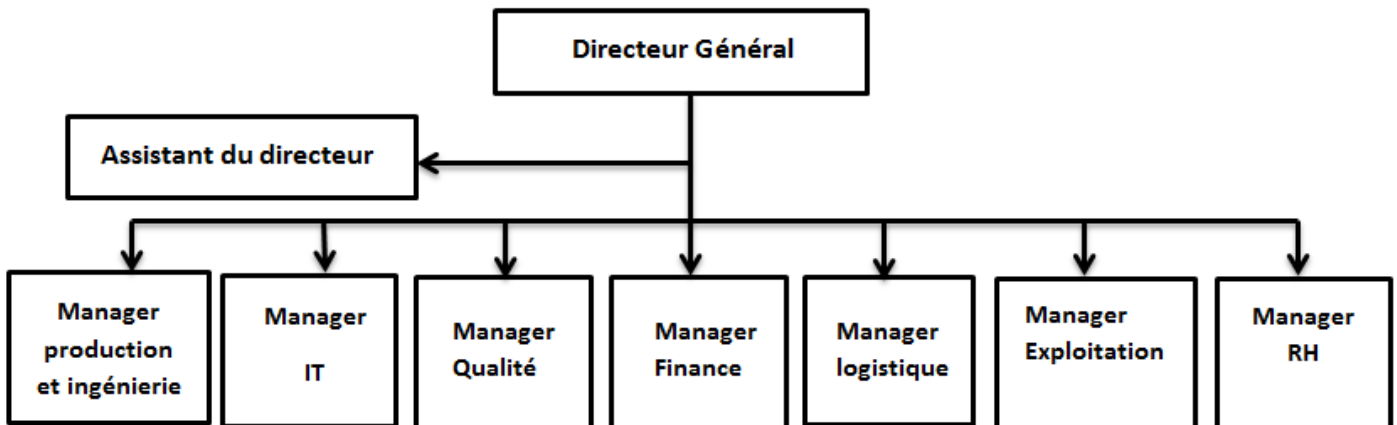 Directeur Général
Assistant du directeur
Manager
production
et ingénierie
Manager
IT
Manager
Qualité
Manager
Finance
Manager
logistique
Manager
Exploitation
Manager
RH